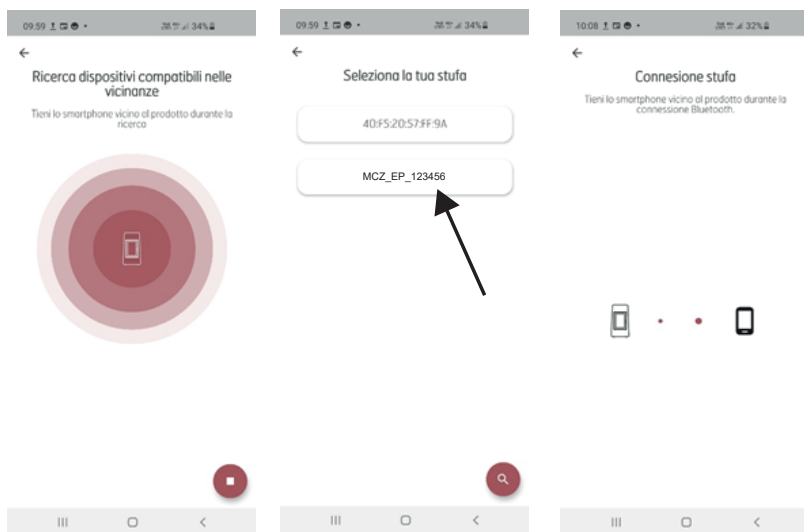 09:59
34%
Ricerca dispositivi compatibili nelle
vicinanze
Tieni lo smartphone vicino al prodotto durante la
ricerca
09:59
34%
Seleziona la tua stufa
40:F5:20:57:FF:9A
MCZ_EP_123456
10:08
32%
Connesione stufa
Tieni lo smartphone vicino al prodotto durante la
connessione Bluetooth.